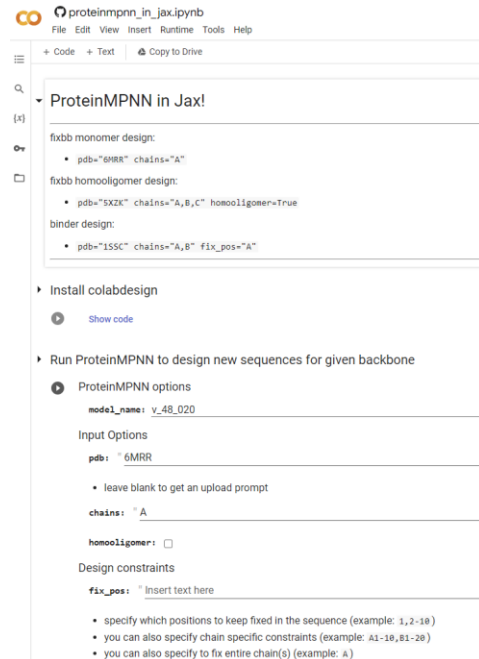 proteinmpnn_in_jax.ipynb
File Edit View Insert Runtime Tools Help
+ Code + Text Copy to Drive
{x}
ProteinMPNN in Jax!
fixbb monomer design:
• pdb="6MRR" chains="A"
fixbb homooligomer design:
• pdb="5XZK" chains="A,B,C" homooligomer=True
binder design:
• pdb="1SSC" chains="A,B" fix_pos="A"
Install colabdesign
Show code
Run ProteinMPNN to design new sequences for given backbone
ProteinMPNN options
model_name: v_48_020
Input Options
pdb: "6MRR
• leave blank to get an upload prompt
chains: "A
homooligomer:
Design constraints
fix_pos: "Insert text here
• specify which positions to keep fixed in the sequence (example: 1,2-10)
• you can also specify chain specific constraints (example: A1-10,B1-20)
• you can also specify to fix entire chain(s) (example: A)